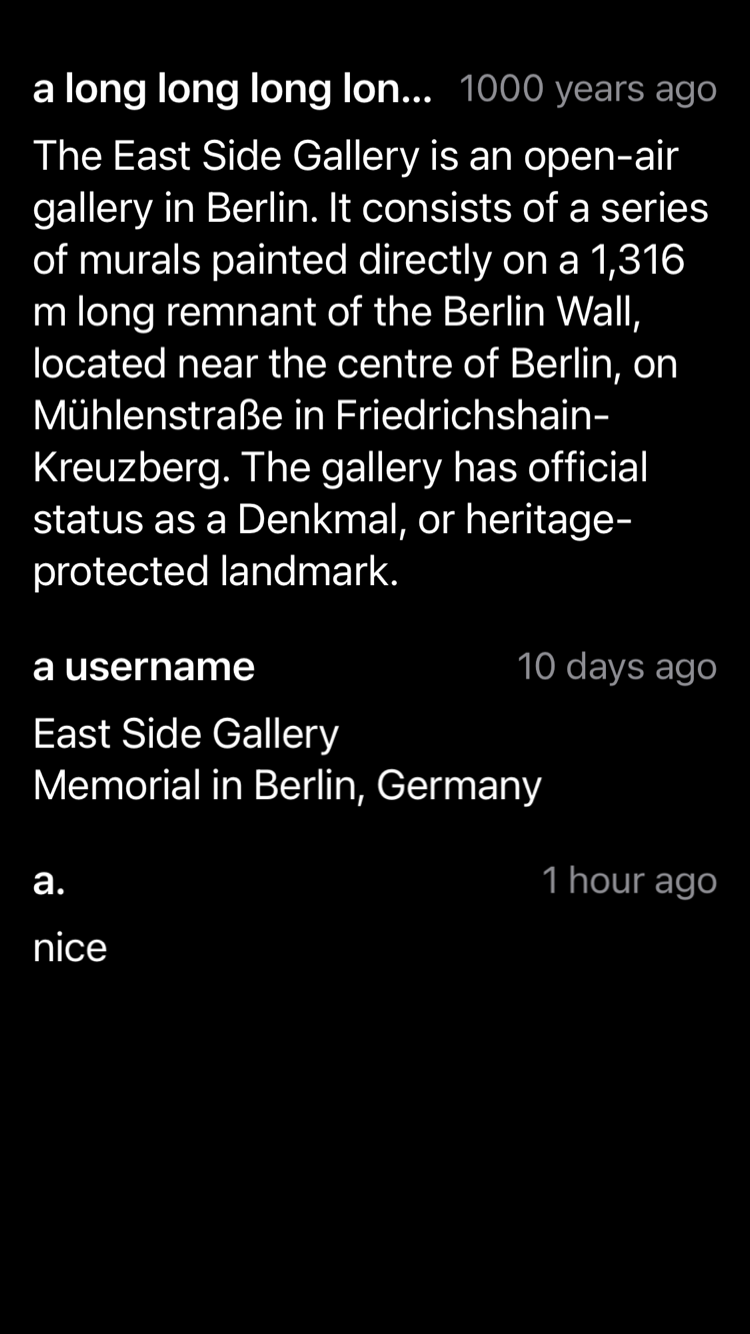 a long long long lon... 1000 years ago
The East Side Gallery is an open-air
gallery in Berlin. It consists of a series
of murals painted directly on a 1,316
m long remnant of the Berlin Wall,
located near the centre of Berlin, on
Mühlenstraße in Friedrichshain-
Kreuzberg. The gallery has official
status as a Denkmal, or heritage-
protected landmark.
a username 10 days ago
East Side Gallery
Memorial in Berlin, Germany
a. 1 hour ago
nice